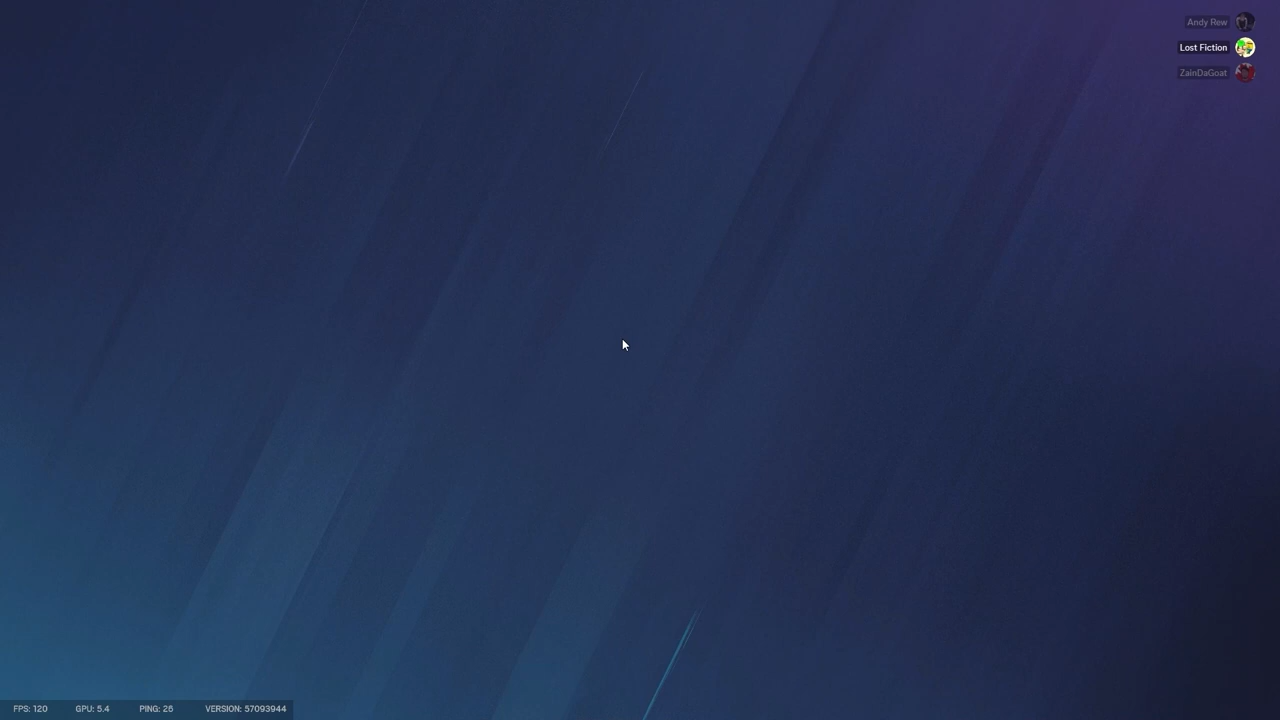 Andy Rew
Lost Fiction
ZainDaGoat
FPS: 120 GPU: 5.4 PING: 26 VERSION: 57093944